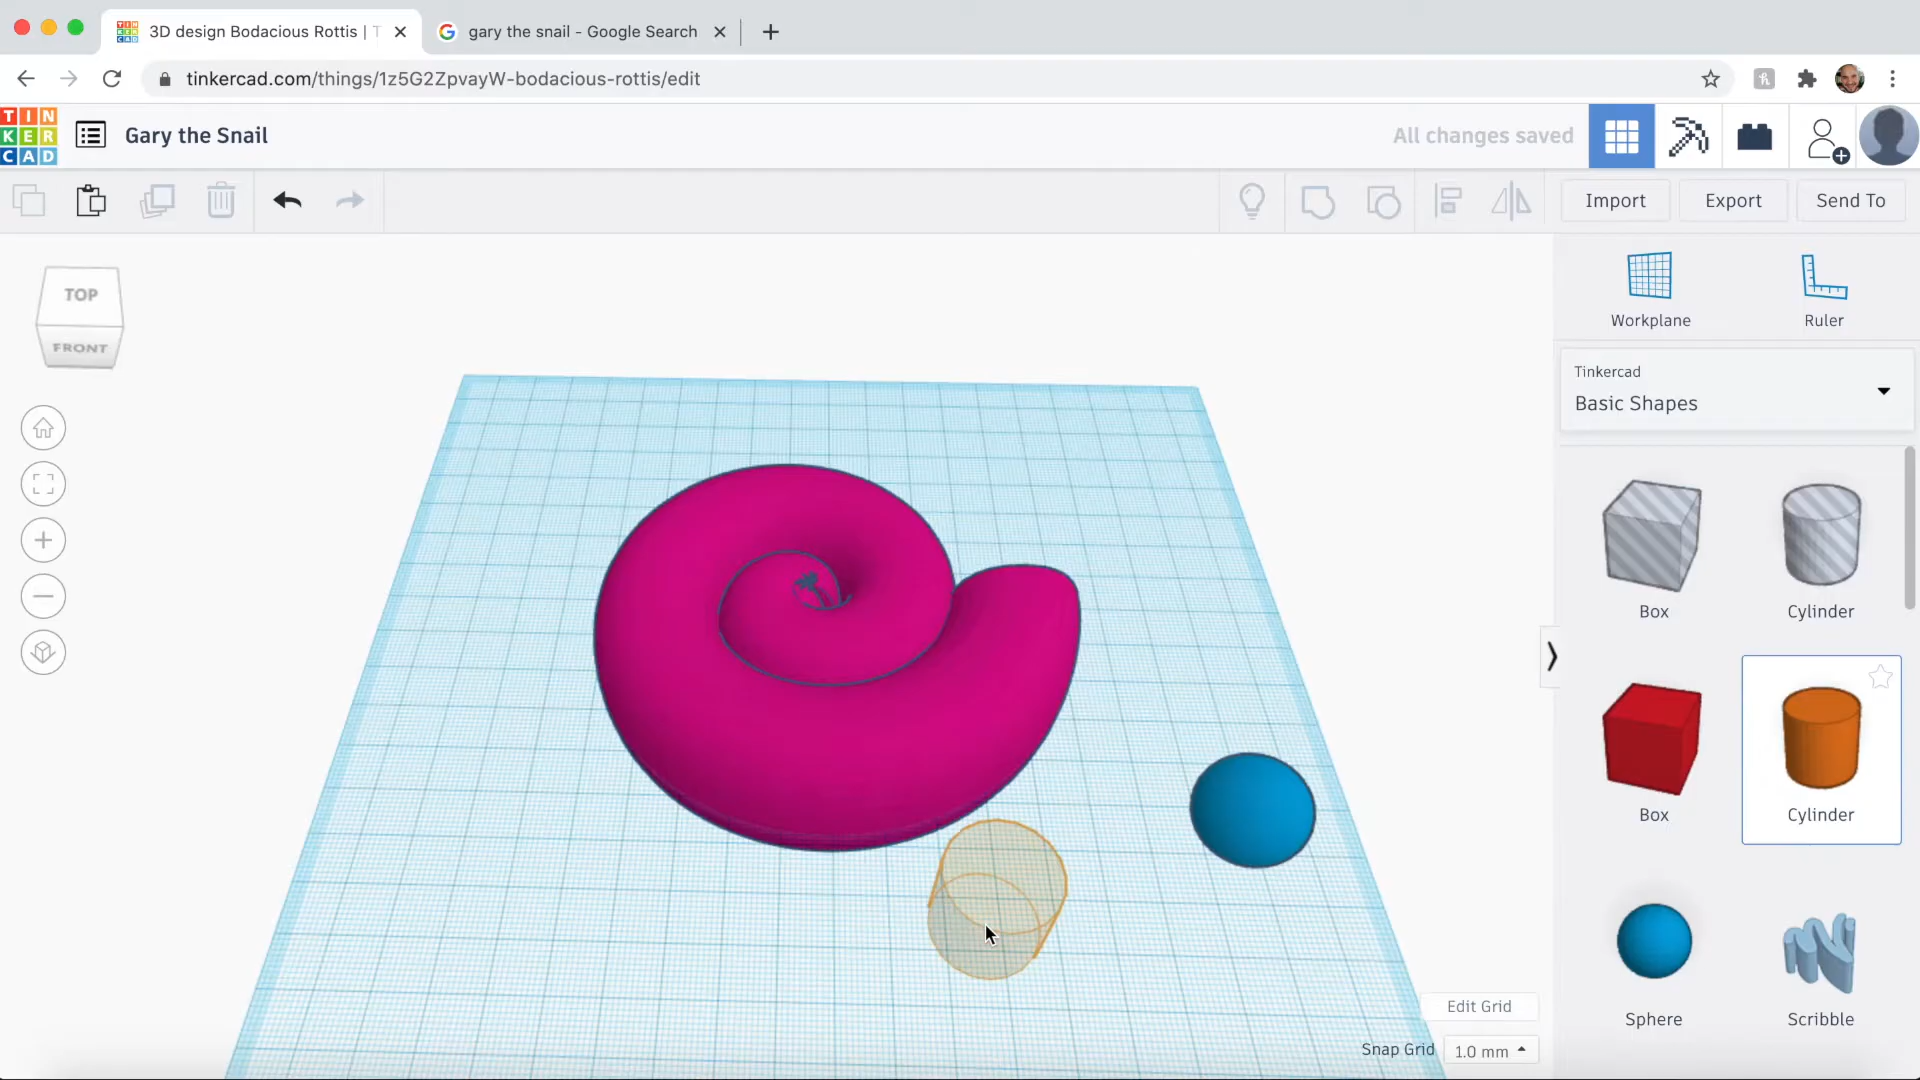 3D design Bodacious Rottis | T
gary the snail - Google Search
tinkercad.com/things/1z5G2ZpvayW-bodacious-rottis/edit
TIN
KER
CAD
Gary the Snail
All changes saved
Import
Export
Send To
TOP
FRONT
Workplane
Ruler
Tinkercad
Basic Shapes
Box
Cylinder
Box
Cylinder
Sphere
Scribble
Edit Grid
Snap Grid
1.0 mm